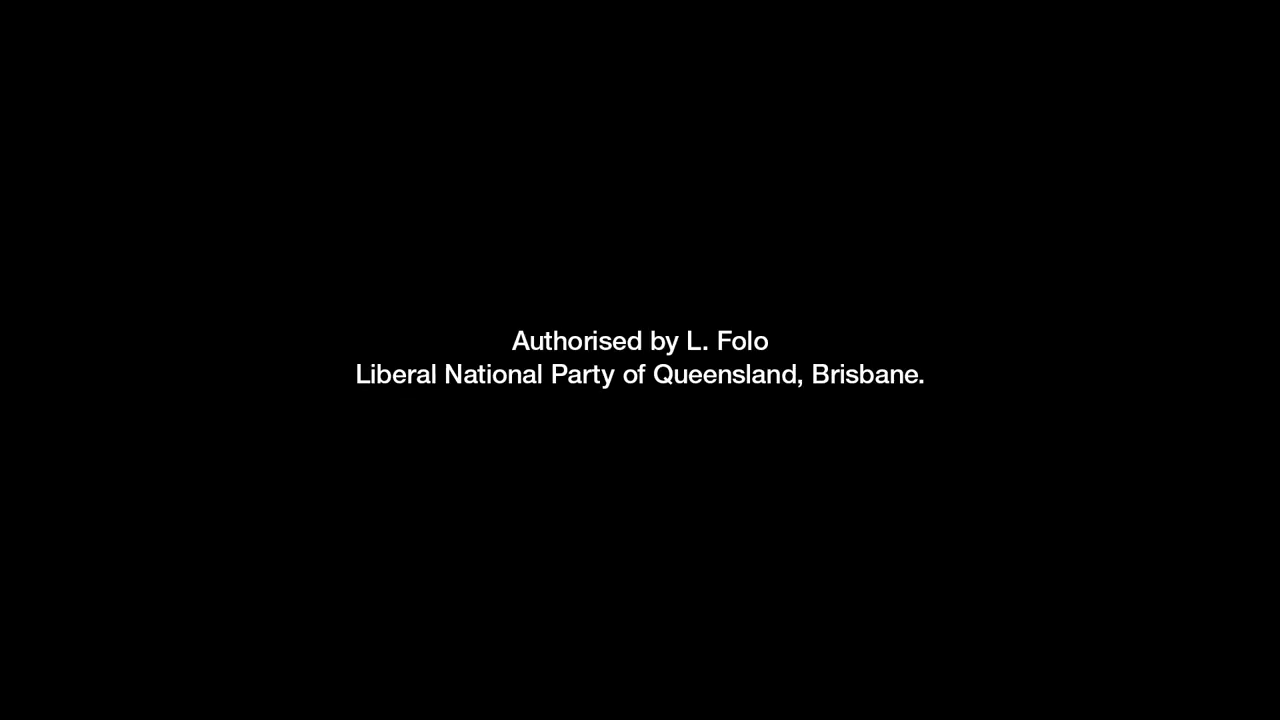 Authorised by L. Folo
Liberal National Party of Queensland, Brisbane.